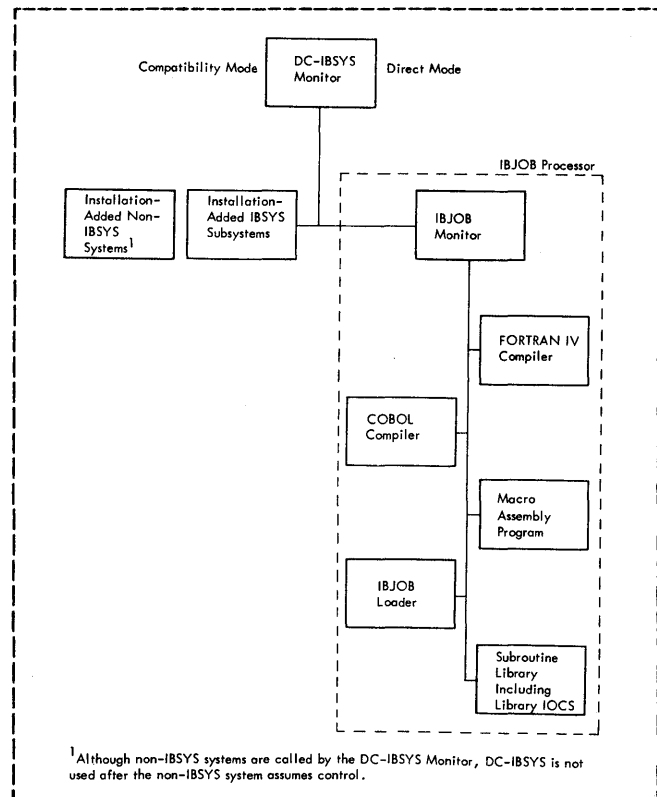 Compatibility Mode
DC-IBSYS
Monitor
Direct Mode
IBJOB Processor
Installation-
Added Non-
IBSYS
Systems1
Installation-
Added IBSYS
Subsystems
IBJOB
Monitor
FORTRAN IV
Compiler
COBOL
Compiler
Macro
Assembly
Program
IBJOB
Loader
Subroutine
Library
Including
Library IOCS
1Although non-IBSYS systems are called by the DC-IBSYS Monitor, DC-IBSYS is not
used after the non-IBSYS system assumes control.